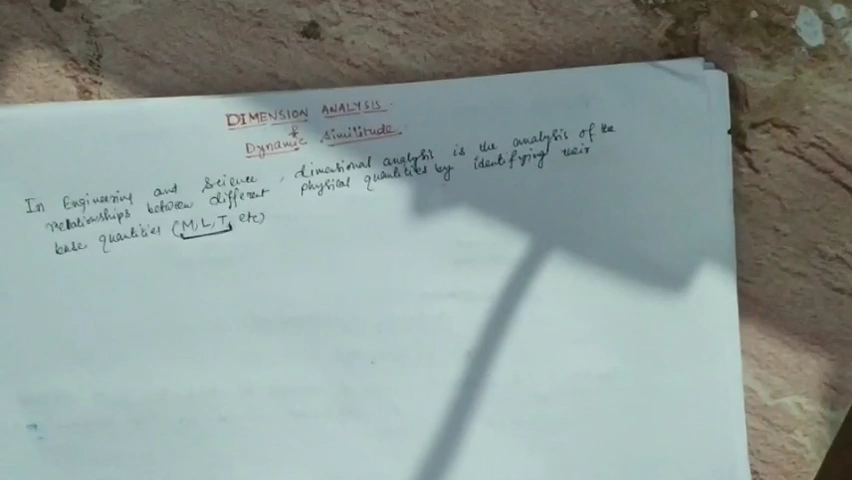 DIMENSION ANALYSIS
&
Dynamic Similitude
In Engineering and Science, dimensional analysis is the analysis of the
relationships between different physical quantities by identifying their
base quantities (M, L, T, etc)